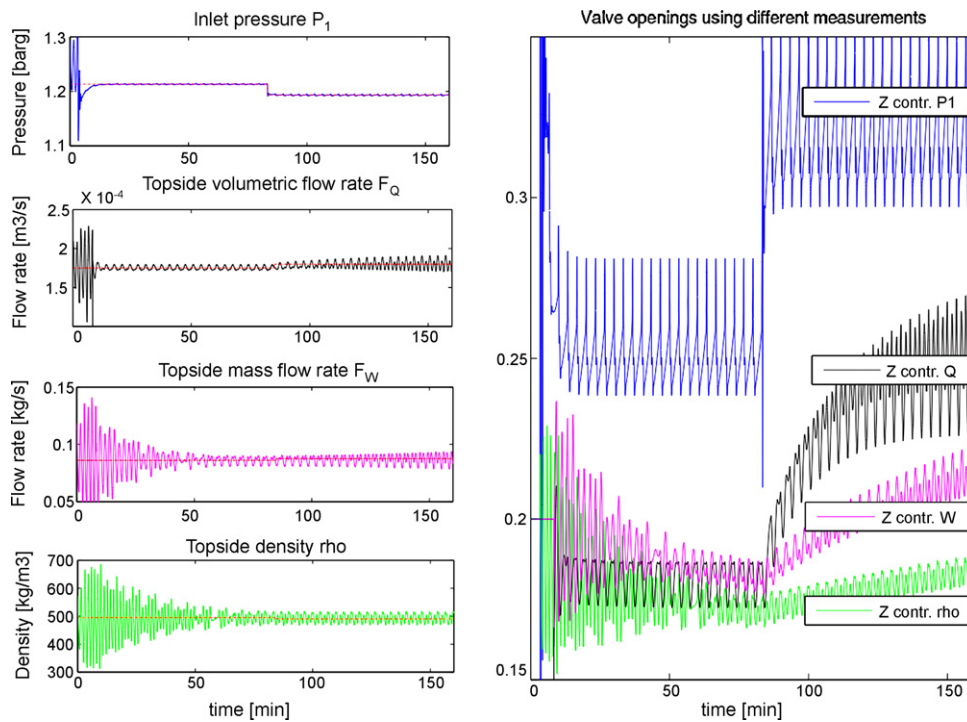 Inlet pressure P1
Pressure [barg]
1.3
1.2
1.1
0
50
100
150
Topside volumetric flow rate FQ
X 10-4
Flow rate [m3/s]
2.5
2
1.5
0
50
100
150
Topside mass flow rate FW
Flow rate [kg/s]
0.15
0.1
0.05
0
50
100
150
Topside density rho
Density [kg/m3]
700
600
500
400
300
0
50
100
150
time [min]
Valve openings using different measurements
0.3
0.25
0.2
0.15
Z contr. P1
Z contr. Q
Z contr. W
Z contr. rho
0
50
100
150
time [min]